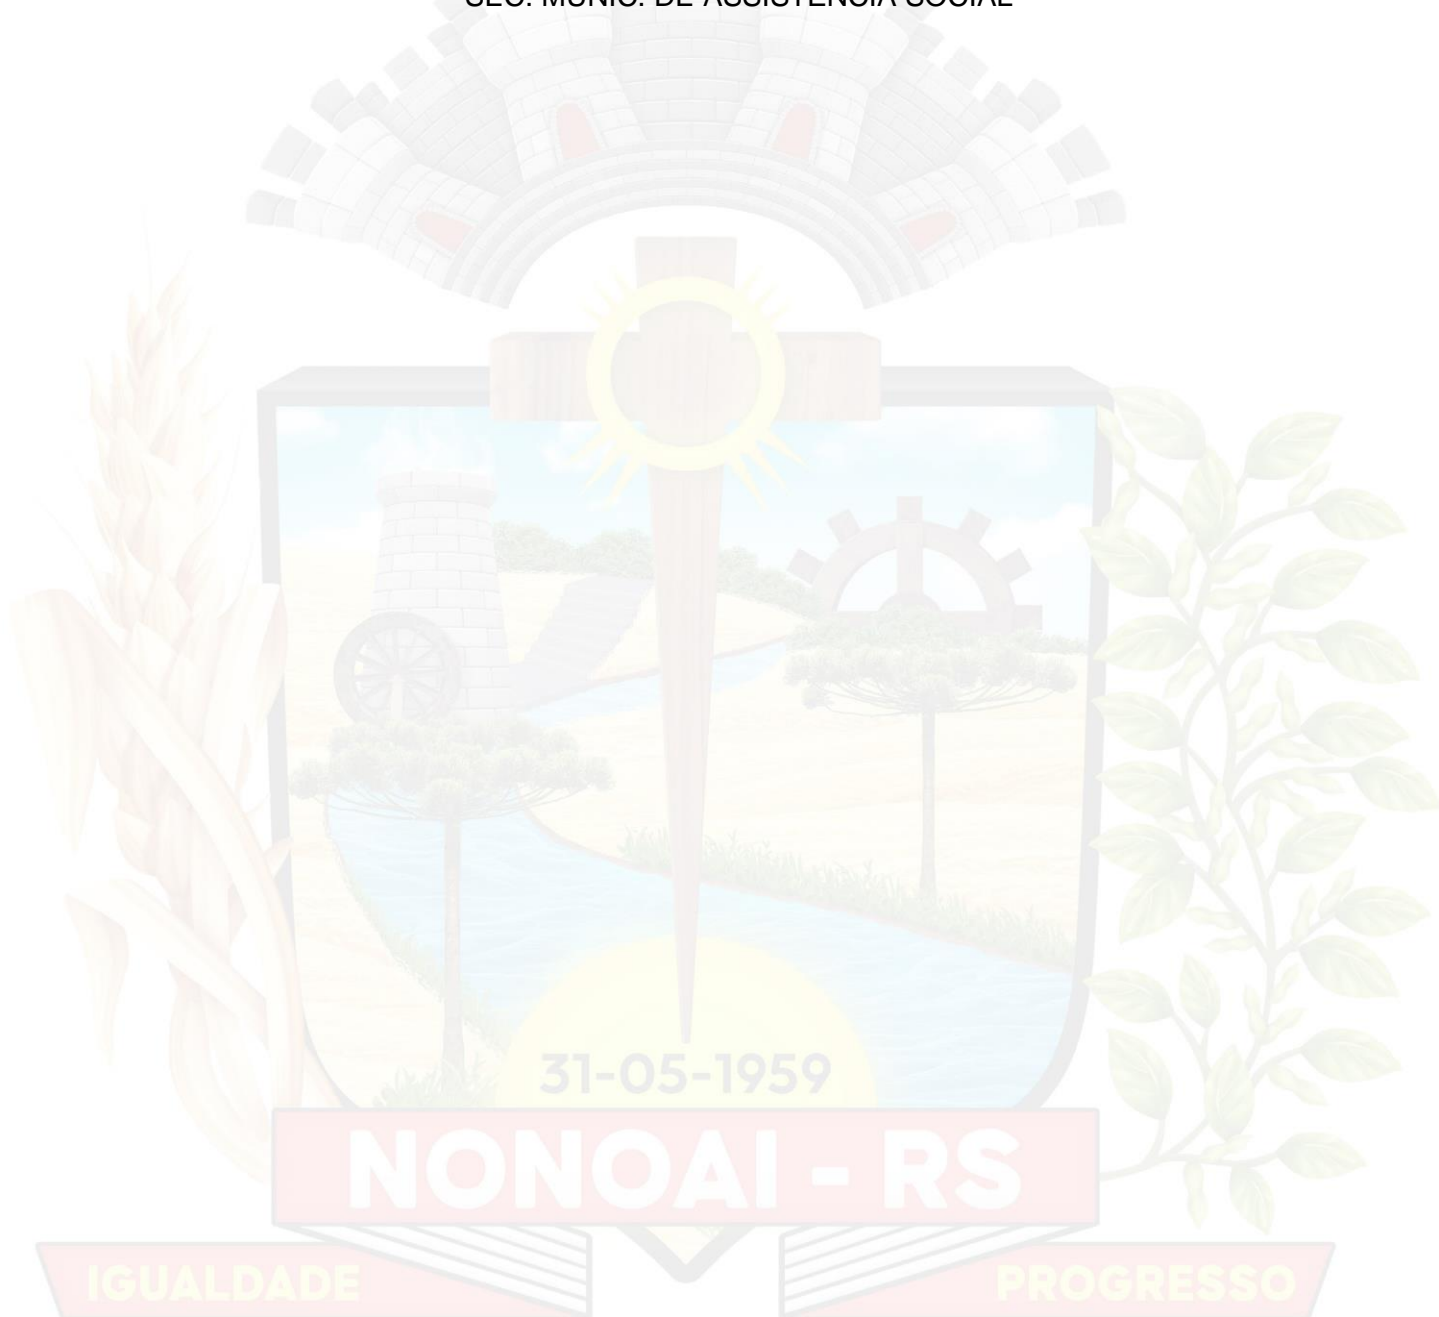 SEC. MUNIC. DE ASSISTÊNCIA SOCIAL
31-05-1959
NONOAI - RS
IGUALDADE PROGRESSO